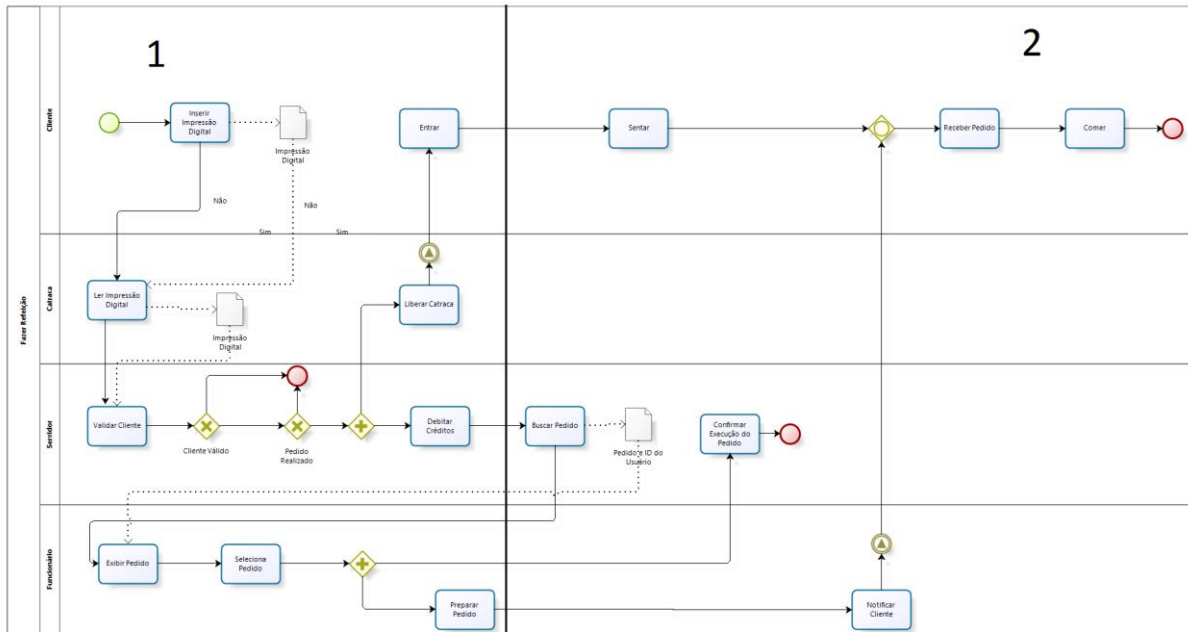 1
2
Fazer Refeição
Cliente
Inserir
Impressão
Digital
Impressão
Digital
Entrar
Sentar
Receber Pedido
Comer
Não
Não
Sim
Sim
Catraca
Ler Impressão
Digital
Impressão
Digital
Liberar Catraca
Servidor
Validar Cliente
Cliente Válido
Pedido
Realizado
Debitar
Créditos
Buscar Pedido
Pedido e ID do
Usuário
Confirmar
Execução do
Pedido
Funcionário
Exibir Pedido
Seleciona
Pedido
Preparar
Pedido
Notificar
Cliente